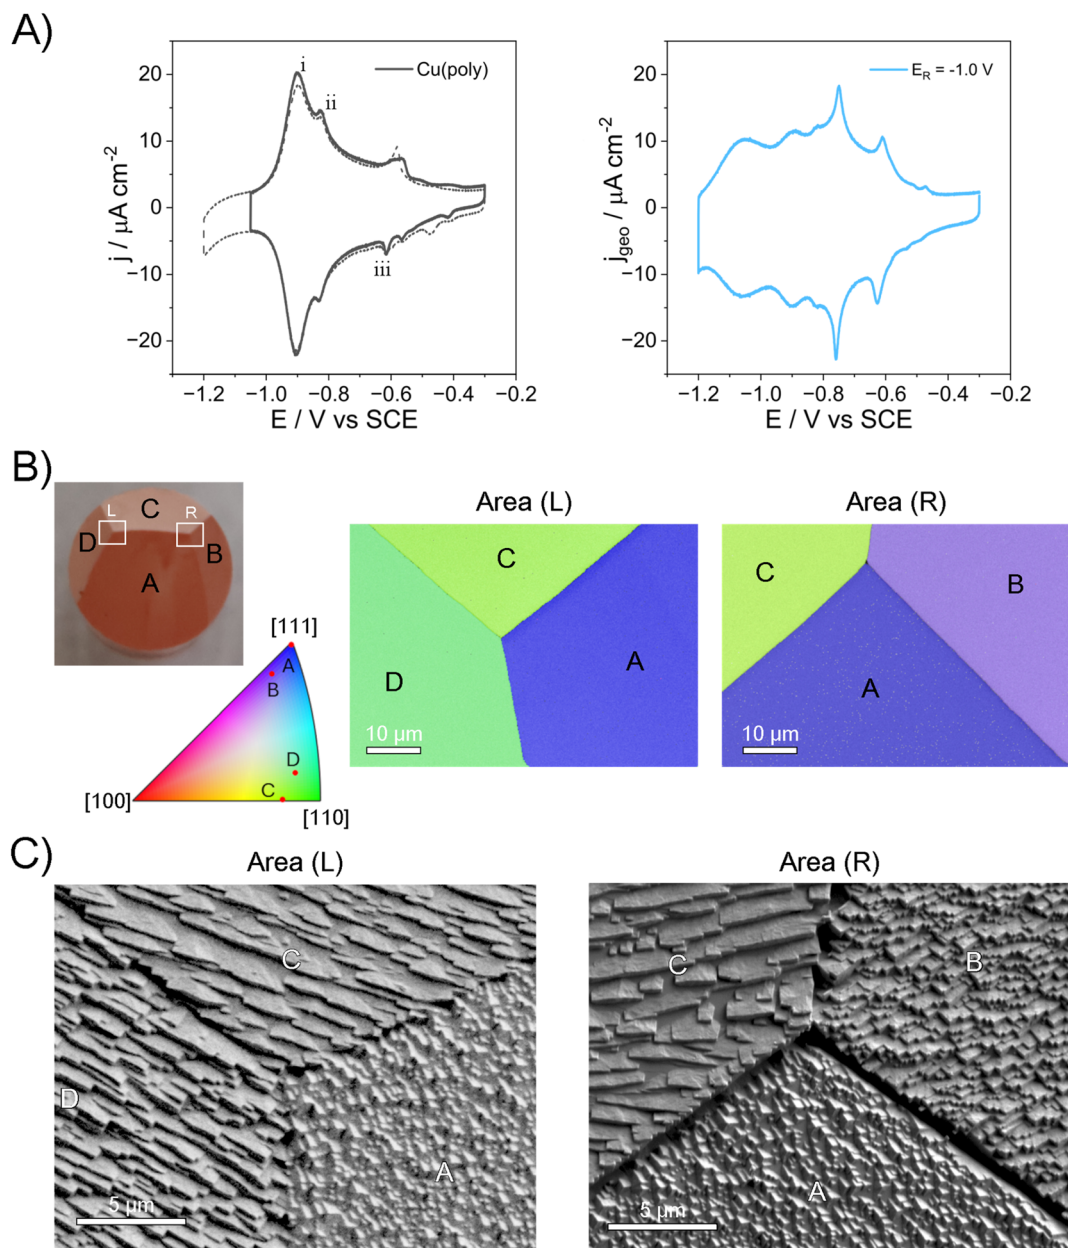 A)
Cu(poly)
i
ii
iii
20
10
0
−10
−20
j / μA cm⁻²
−1.2 −1.0 −0.8 −0.6 −0.4 −0.2
E / V vs SCE
E_R = -1.0 V
20
10
0
−10
−20
j_geo / μA cm⁻²
−1.2 −1.0 −0.8 −0.6 −0.4 −0.2
E / V vs SCE
B)
C
L R
D B
A
[111]
A
B
D
C
[100] [110]
Area (L)
C
A
D
10 μm
Area (R)
C B
A
10 μm
C)
Area (L)
C
D
A
5 μm
Area (R)
C B
A
5 μm